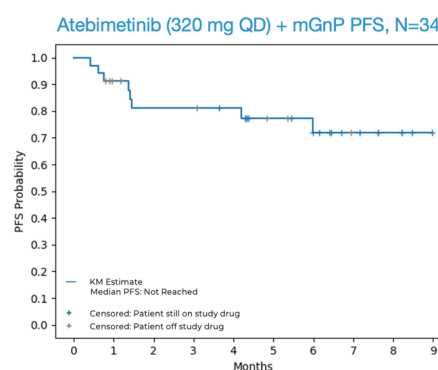 Atebimetinib (320 mg QD) + mGnP PFS, N=34
1.0
0.9
0.8
0.7
0.6
0.5
0.4
0.3
0.2
0.1
0.0
PFS Probability
KM Estimate
Median PFS: Not Reached
Censored: Patient still on study drug
Censored: Patient off study drug
0 1 2 3 4 5 6 7 8 9
Months